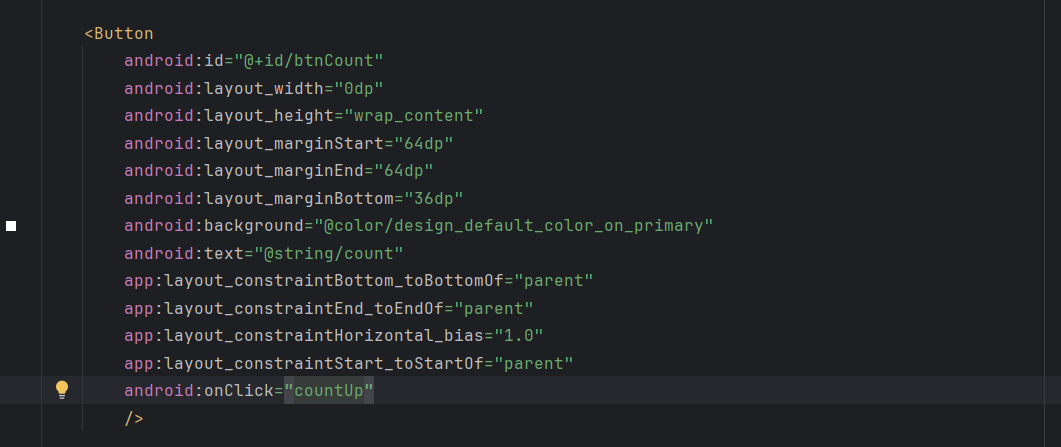 <Button
android:id="@+id/btnCount"
android:layout_width="0dp"
android:layout_height="wrap_content"
android:layout_marginStart="64dp"
android:layout_marginEnd="64dp"
android:layout_marginBottom="36dp"
android:background="@color/design_default_color_on_primary"
android:text="@string/count"
app:layout_constraintBottom_toBottomOf="parent"
app:layout_constraintEnd_toEndOf="parent"
app:layout_constraintHorizontal_bias="1.0"
app:layout_constraintStart_toStartOf="parent"
android:onClick="countUp"
/>